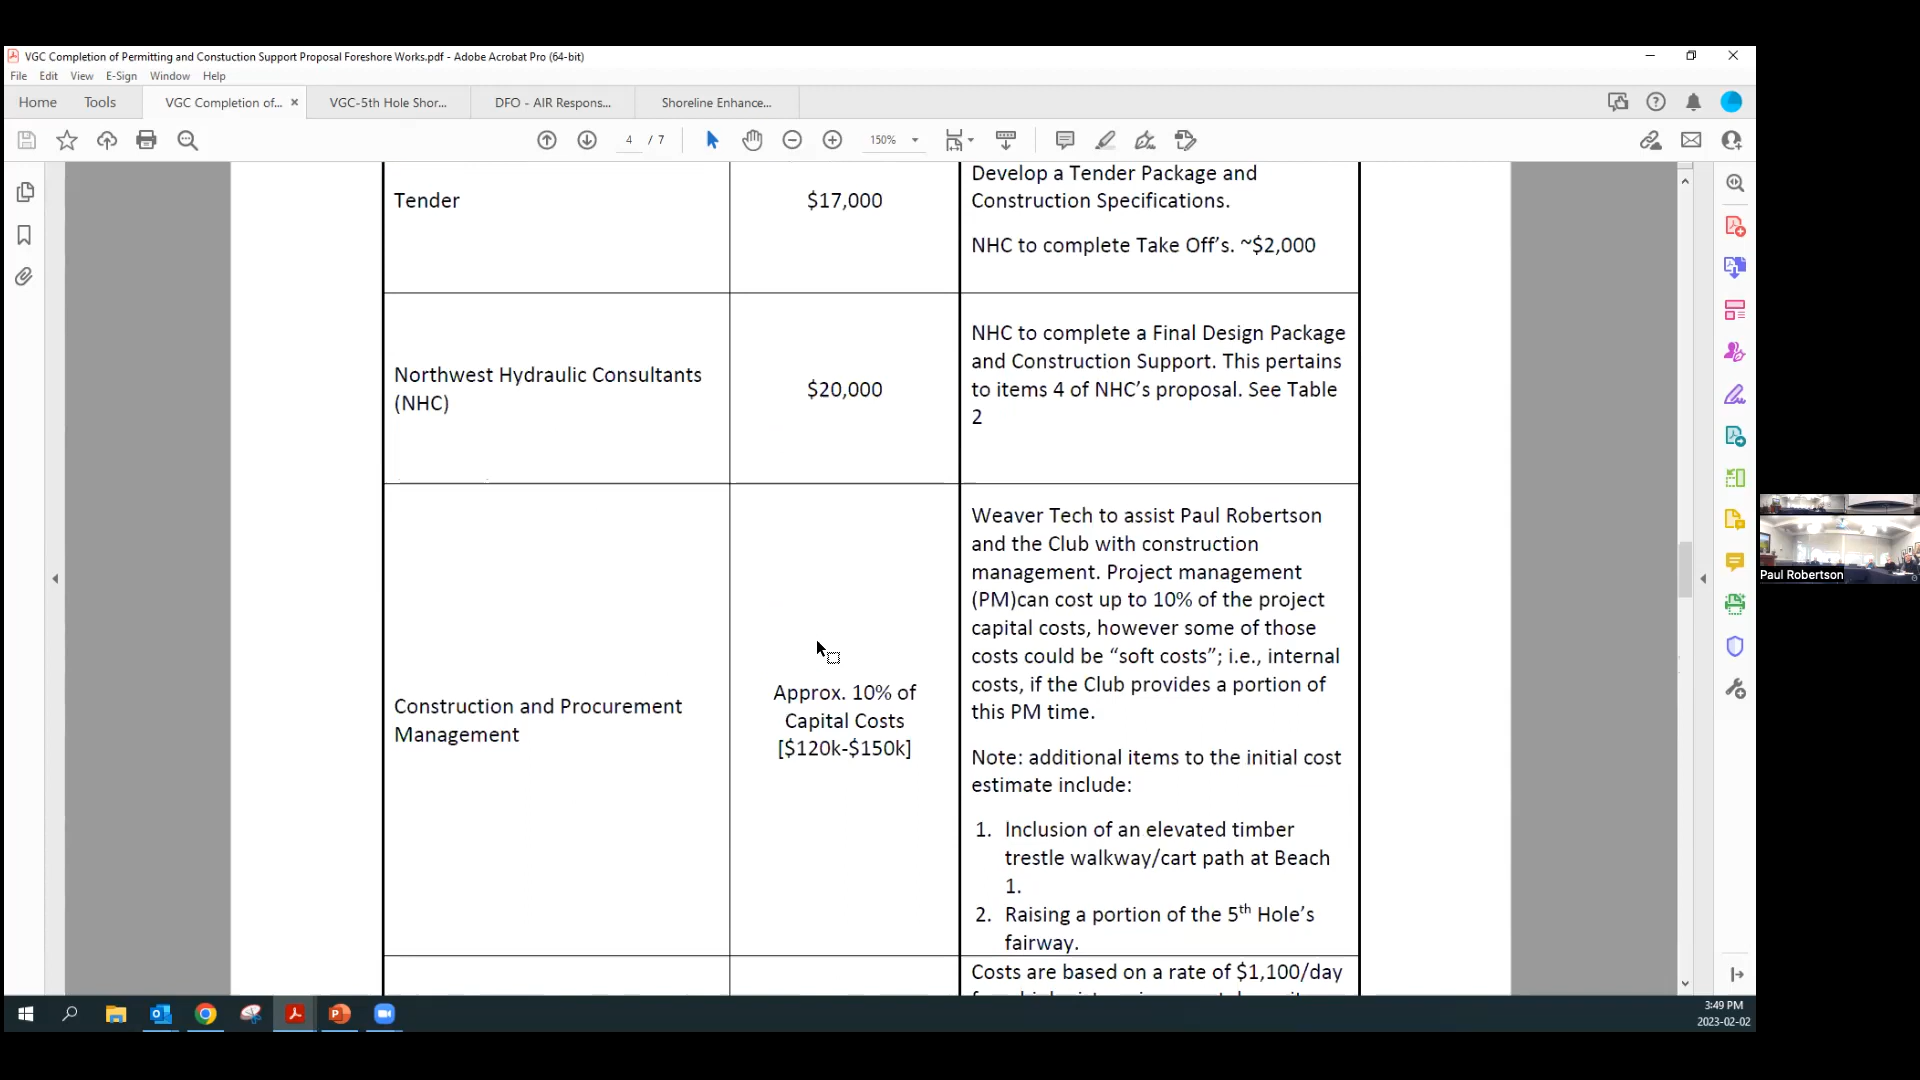 VGC Completion of Permitting and Constuction Support Proposal Foreshore Works.pdf - Adobe Acrobat Pro (64-bit)
File Edit View E-Sign Window Help
Home Tools VGC Completion of... × VGC-5th Hole Shor... DFO - AIR Respons... Shoreline Enhance...
4 / 7 150%
Tender
$17,000
Develop a Tender Package and
Construction Specifications.
NHC to complete Take Off’s. ~$2,000
Northwest Hydraulic Consultants
(NHC)
$20,000
NHC to complete a Final Design Package
and Construction Support. This pertains
to items 4 of NHC’s proposal. See Table
2
Construction and Procurement
Management
Approx. 10% of
Capital Costs
[$120k-$150k]
Weaver Tech to assist Paul Robertson
and the Club with construction
management. Project management
(PM)can cost up to 10% of the project
capital costs, however some of those
costs could be “soft costs”; i.e., internal
costs, if the Club provides a portion of
this PM time.
Note: additional items to the initial cost
estimate include:
1. Inclusion of an elevated timber
trestle walkway/cart path at Beach
1.
2. Raising a portion of the 5th Hole’s
fairway.
Costs are based on a rate of $1,100/day
Paul Robertson
3:49 PM
2023-02-02